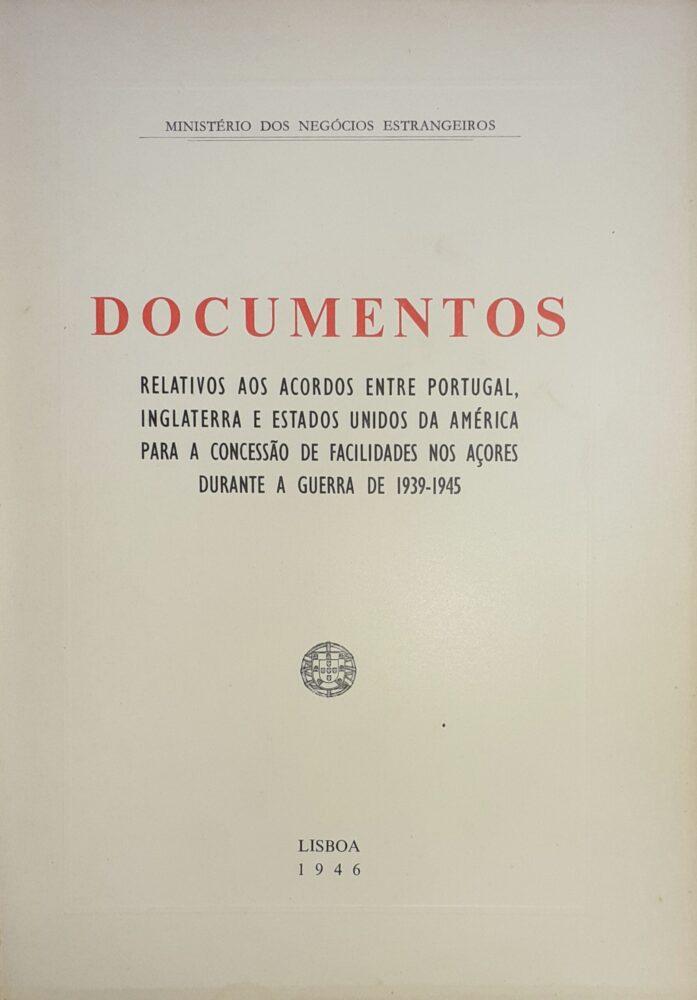 MINISTÉRIO DOS NEGÓCIOS ESTRANGEIROS
DOCUMENTOS
RELATIVOS AOS ACORDOS ENTRE PORTUGAL,
INGLATERRA E ESTADOS UNIDOS DA AMÉRICA
PARA A CONCESSÃO DE FACILIDADES NOS AÇORES
DURANTE A GUERRA DE 1939-1945
LISBOA
1946